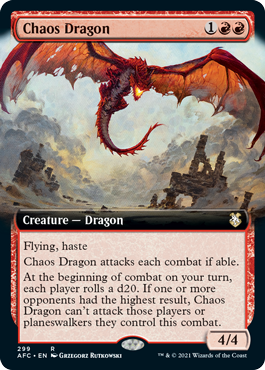 Chaos Dragon 1
Creature — Dragon
Flying, haste
Chaos Dragon attacks each combat if able.
At the beginning of combat on your turn,
each player rolls a d20. If one or more
opponents had the highest result, Chaos
Dragon can't attack those players or
planeswalkers they control this combat.
4/4
299 R
AFC • EN GRZEGORZ RUTKOWSKI
™ & © 2021 Wizards of the Coast